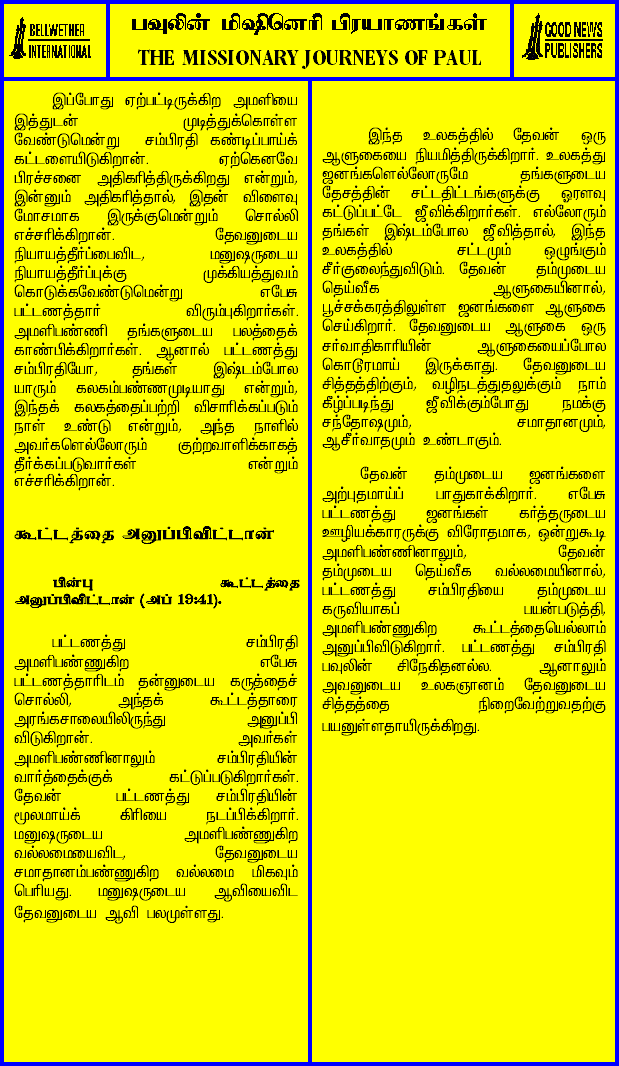 BELLWETHER
INTERNATIONAL
பவுலின் மிஷினெரி பிரயாணங்கள்
THE MISSIONARY JOURNEYS OF PAUL
GOOD NEWS
PUBLISHERS
இப்போது ஏற்பட்டிருக்கிற அமளியை
இத்துடன் முடித்துக்கொள்ள
வேண்டுமென்று சம்பிரதி கண்டிப்பாய்க்
கட்டளையிடுகிறான். ஏற்கெனவே
பிரச்சனை அதிகரித்திருக்கிறது என்றும்,
இன்னும் அதிகரித்தால், இதன் விளைவு
மோசமாக இருக்குமென்றும் சொல்லி
எச்சரிக்கிறான். தேவனுடைய
நியாயத்தீர்ப்பைவிட, மனுஷருடைய
நியாயத்தீர்ப்புக்கு முக்கியத்துவம்
கொடுக்கவேண்டுமென்று எபேசு
பட்டணத்தார் விரும்புகிறார்கள்.
அமளிபண்ணி தங்களுடைய பலத்தைக்
காண்பிக்கிறார்கள். ஆனால் பட்டணத்து
சம்பிரதியோ, தங்கள் இஷ்டம்போல
யாரும் கலகம்பண்ணமுடியாது என்றும்,
இந்தக் கலகத்தைப்பற்றி விசாரிக்கப்படும்
நாள் உண்டு என்றும், அந்த நாளில்
அவர்களெல்லோரும் குற்றவாளிக்காகத்
தீர்க்கப்படுவார்கள் என்றும்
எச்சரிக்கிறான்.
கூட்டத்தை அனுப்பிவிட்டான்
பின்பு கூட்டத்தை
அனுப்பிவிட்டான் (அப் 19:41).
பட்டணத்து சம்பிரதி
அமளிபண்ணுகிற எபேசு
பட்டணத்தாரிடம் தன்னுடைய கருத்தைச்
சொல்லி, அந்தக் கூட்டத்தாரை
அரங்கசாலையிலிருந்து அனுப்பி
விடுகிறான். அவர்கள்
அமளிபண்ணினாலும் சம்பிரதியின்
வார்த்தைக்குக் கட்டுப்படுகிறார்கள்.
தேவன் பட்டணத்து சம்பிரதியின்
மூலமாய்க் கிரியை நடப்பிக்கிறார்.
மனுஷருடைய அமளிபண்ணுகிற
வல்லமையைவிட, தேவனுடைய
சமாதானம்பண்ணுகிற வல்லமை மிகவும்
பெரியது. மனுஷருடைய ஆவியைவிட
தேவனுடைய ஆவி பலமுள்ளது.
இந்த உலகத்தில் தேவன் ஒரு
ஆளுகையை நியமித்திருக்கிறார். உலகத்து
ஜனங்களெல்லோருமே தங்களுடைய
தேசத்தின் சட்டதிட்டங்களுக்கு ஓரளவு
கட்டுப்பட்டே ஜீவிக்கிறார்கள். எல்லோரும்
தங்கள் இஷ்டம்போல ஜீவித்தால், இந்த
உலகத்தில் சட்டமும் ஒழுங்கும்
சீர்குலைந்துவிடும். தேவன் தம்முடைய
தெய்வீக ஆளுகையினால்,
பூச்சக்கரத்திலுள்ள ஜனங்களை ஆளுகை
செய்கிறார். தேவனுடைய ஆளுகை ஒரு
சர்வாதிகாரியின் ஆளுகையைப்போல
கொடூரமாய் இருக்காது. தேவனுடைய
சித்தத்திற்கும், வழிநடத்துதலுக்கும் நாம்
கீழ்ப்படிந்து ஜீவிக்கும்போது நமக்கு
சந்தோஷமும், சமாதானமும்,
ஆசீர்வாதமும் உண்டாகும்.
தேவன் தம்முடைய ஜனங்களை
அற்புதமாய்ப் பாதுகாக்கிறார். எபேசு
பட்டணத்து ஜனங்கள் கர்த்தருடைய
ஊழியக்காரருக்கு விரோதமாக, ஒன்றுகூடி
அமளிபண்ணினாலும், தேவன்
தம்முடைய தெய்வீக வல்லமையினால்,
பட்டணத்து சம்பிரதியை தம்முடைய
கருவியாகப் பயன்படுத்தி,
அமளிபண்ணுகிற கூட்டத்தையெல்லாம்
அனுப்பிவிடுகிறார். பட்டணத்து சம்பிரதி
பவுலின் சிநேகிதனல்ல. ஆனாலும்
அவனுடைய உலகஞானம் தேவனுடைய
சித்தத்தை நிறைவேற்றுவதற்கு
பயனுள்ளதாயிருக்கிறது.